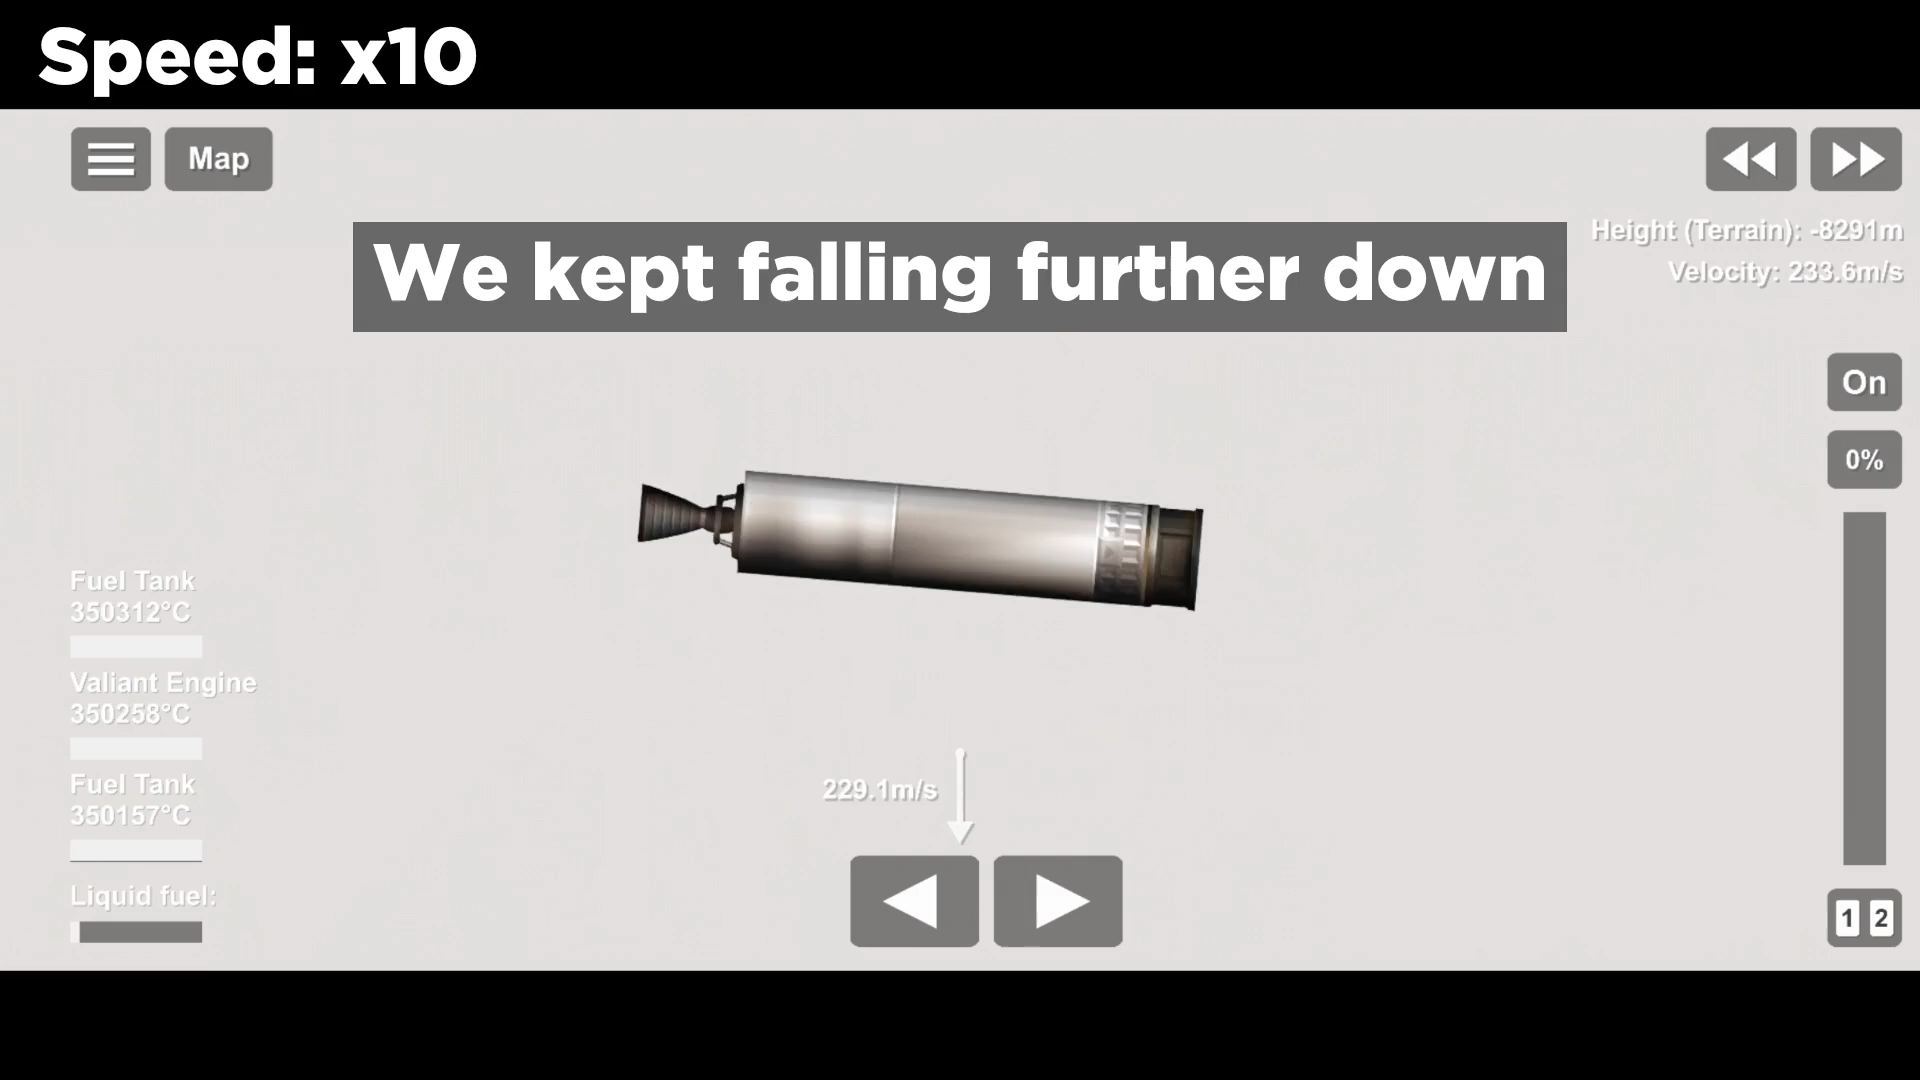 Speed: x10
Map
Height (Terrain): -8291m
Velocity: 233.6m/s
We kept falling further down
On
0%
Fuel Tank
350312°C
Valiant Engine
350258°C
Fuel Tank
350157°C
229.1m/s
Liquid fuel:
1 2